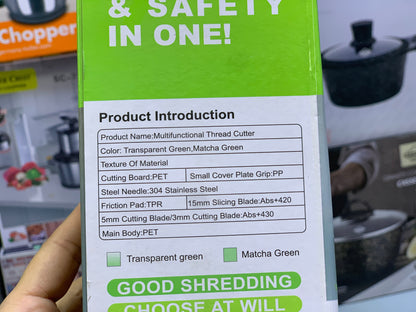 & SAFETY
IN ONE!
Chopper
Product Introduction
Product Name:Multifunctional Thread Cutter
Color: Transparent Green,Matcha Green
Texture Of Material
Cutting Board:PET Small Cover Plate Grip:PP
Steel Needle:304 Stainless Steel
Friction Pad:TPR 15mm Slicing Blade:Abs+420
5mm Cutting Blade/3mm Cutting Blade:Abs+430
Main Body:PET
Transparent green Matcha Green
GOOD SHREDDING
CHOOSE AT WILL